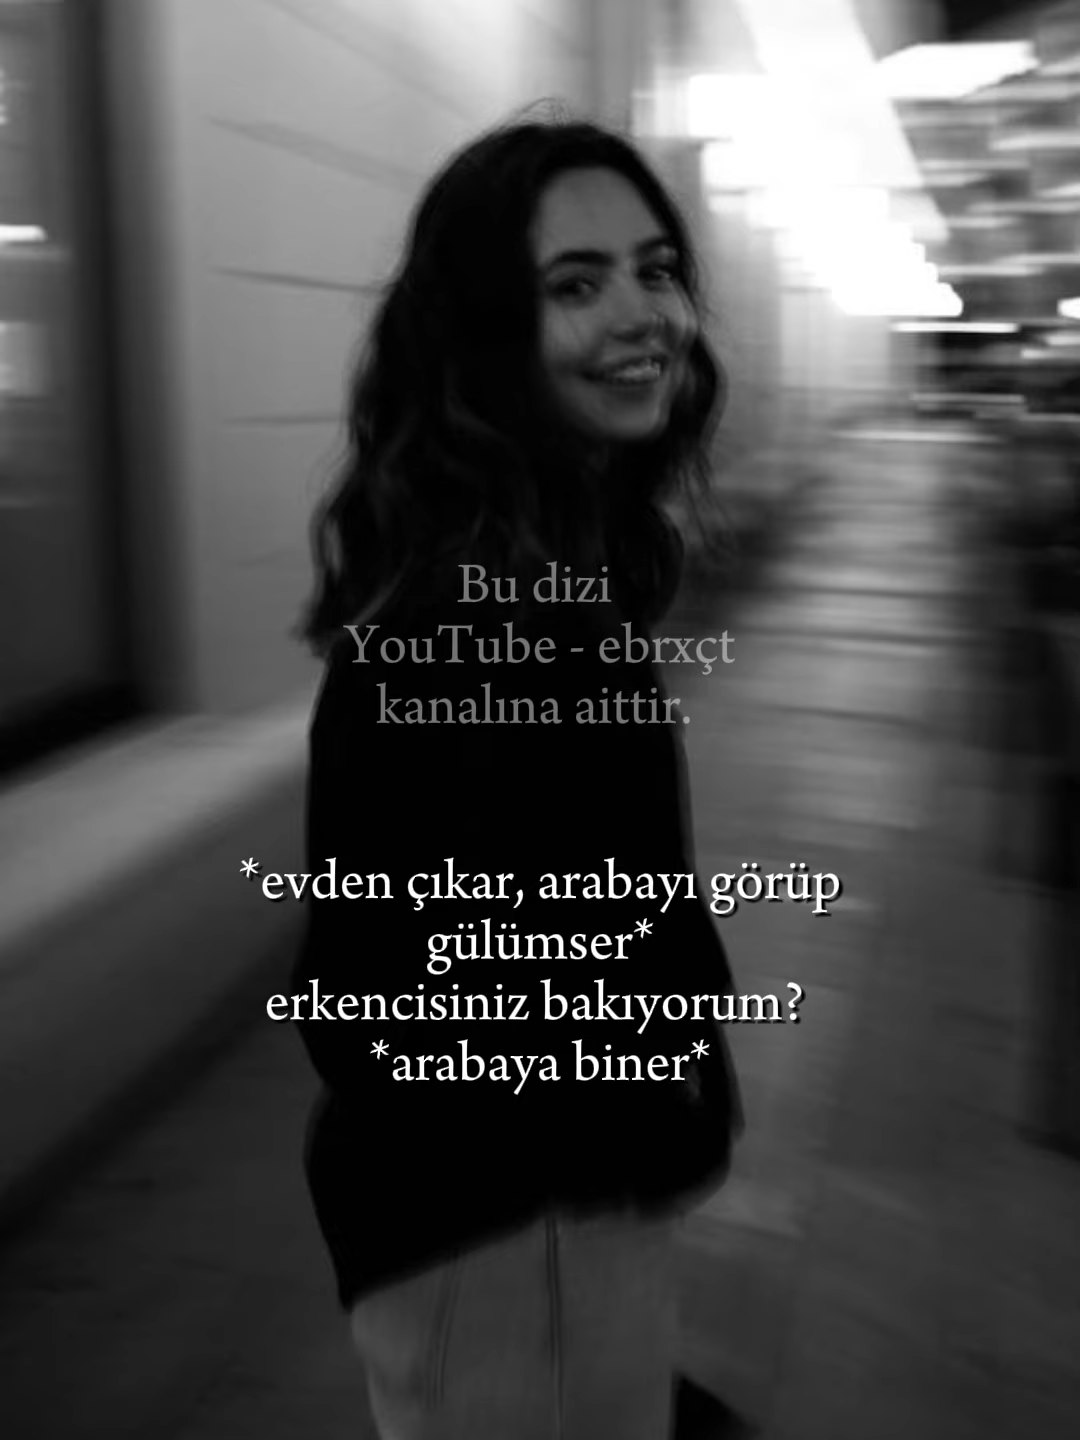 Bu dizi
YouTube - ebrxçt
kanalına aittir.
*evden çıkar, arabayı görüp
gülümser*
erkencisiniz bakıyorum?
*arabaya biner*